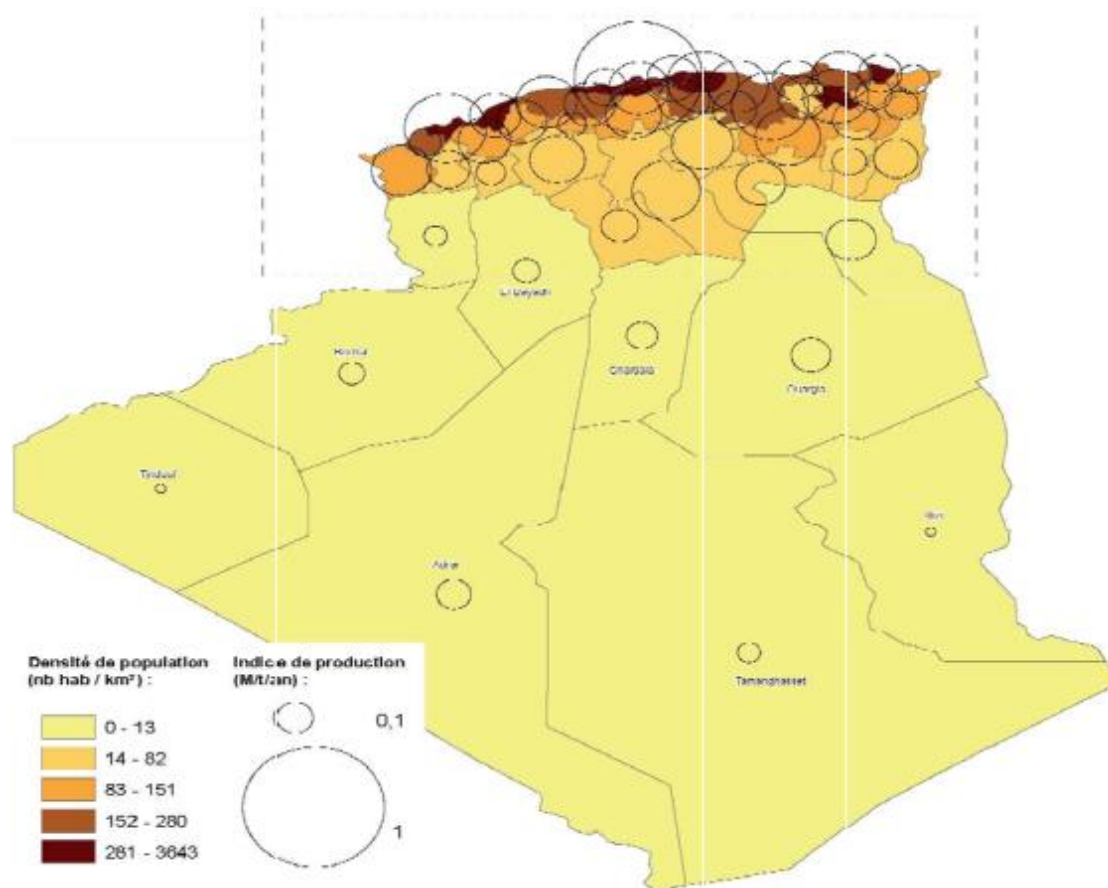 El Bayadh
Bechar
Ghardaia
Ouargla
Tindouf
Illizi
Adrar
Tamanghasset
Densité de population
(nb hab / km²) :
0 - 13
14 - 82
83 - 151
152 - 280
281 - 3643
Indice de production
(M/t/an) :
0,1
1